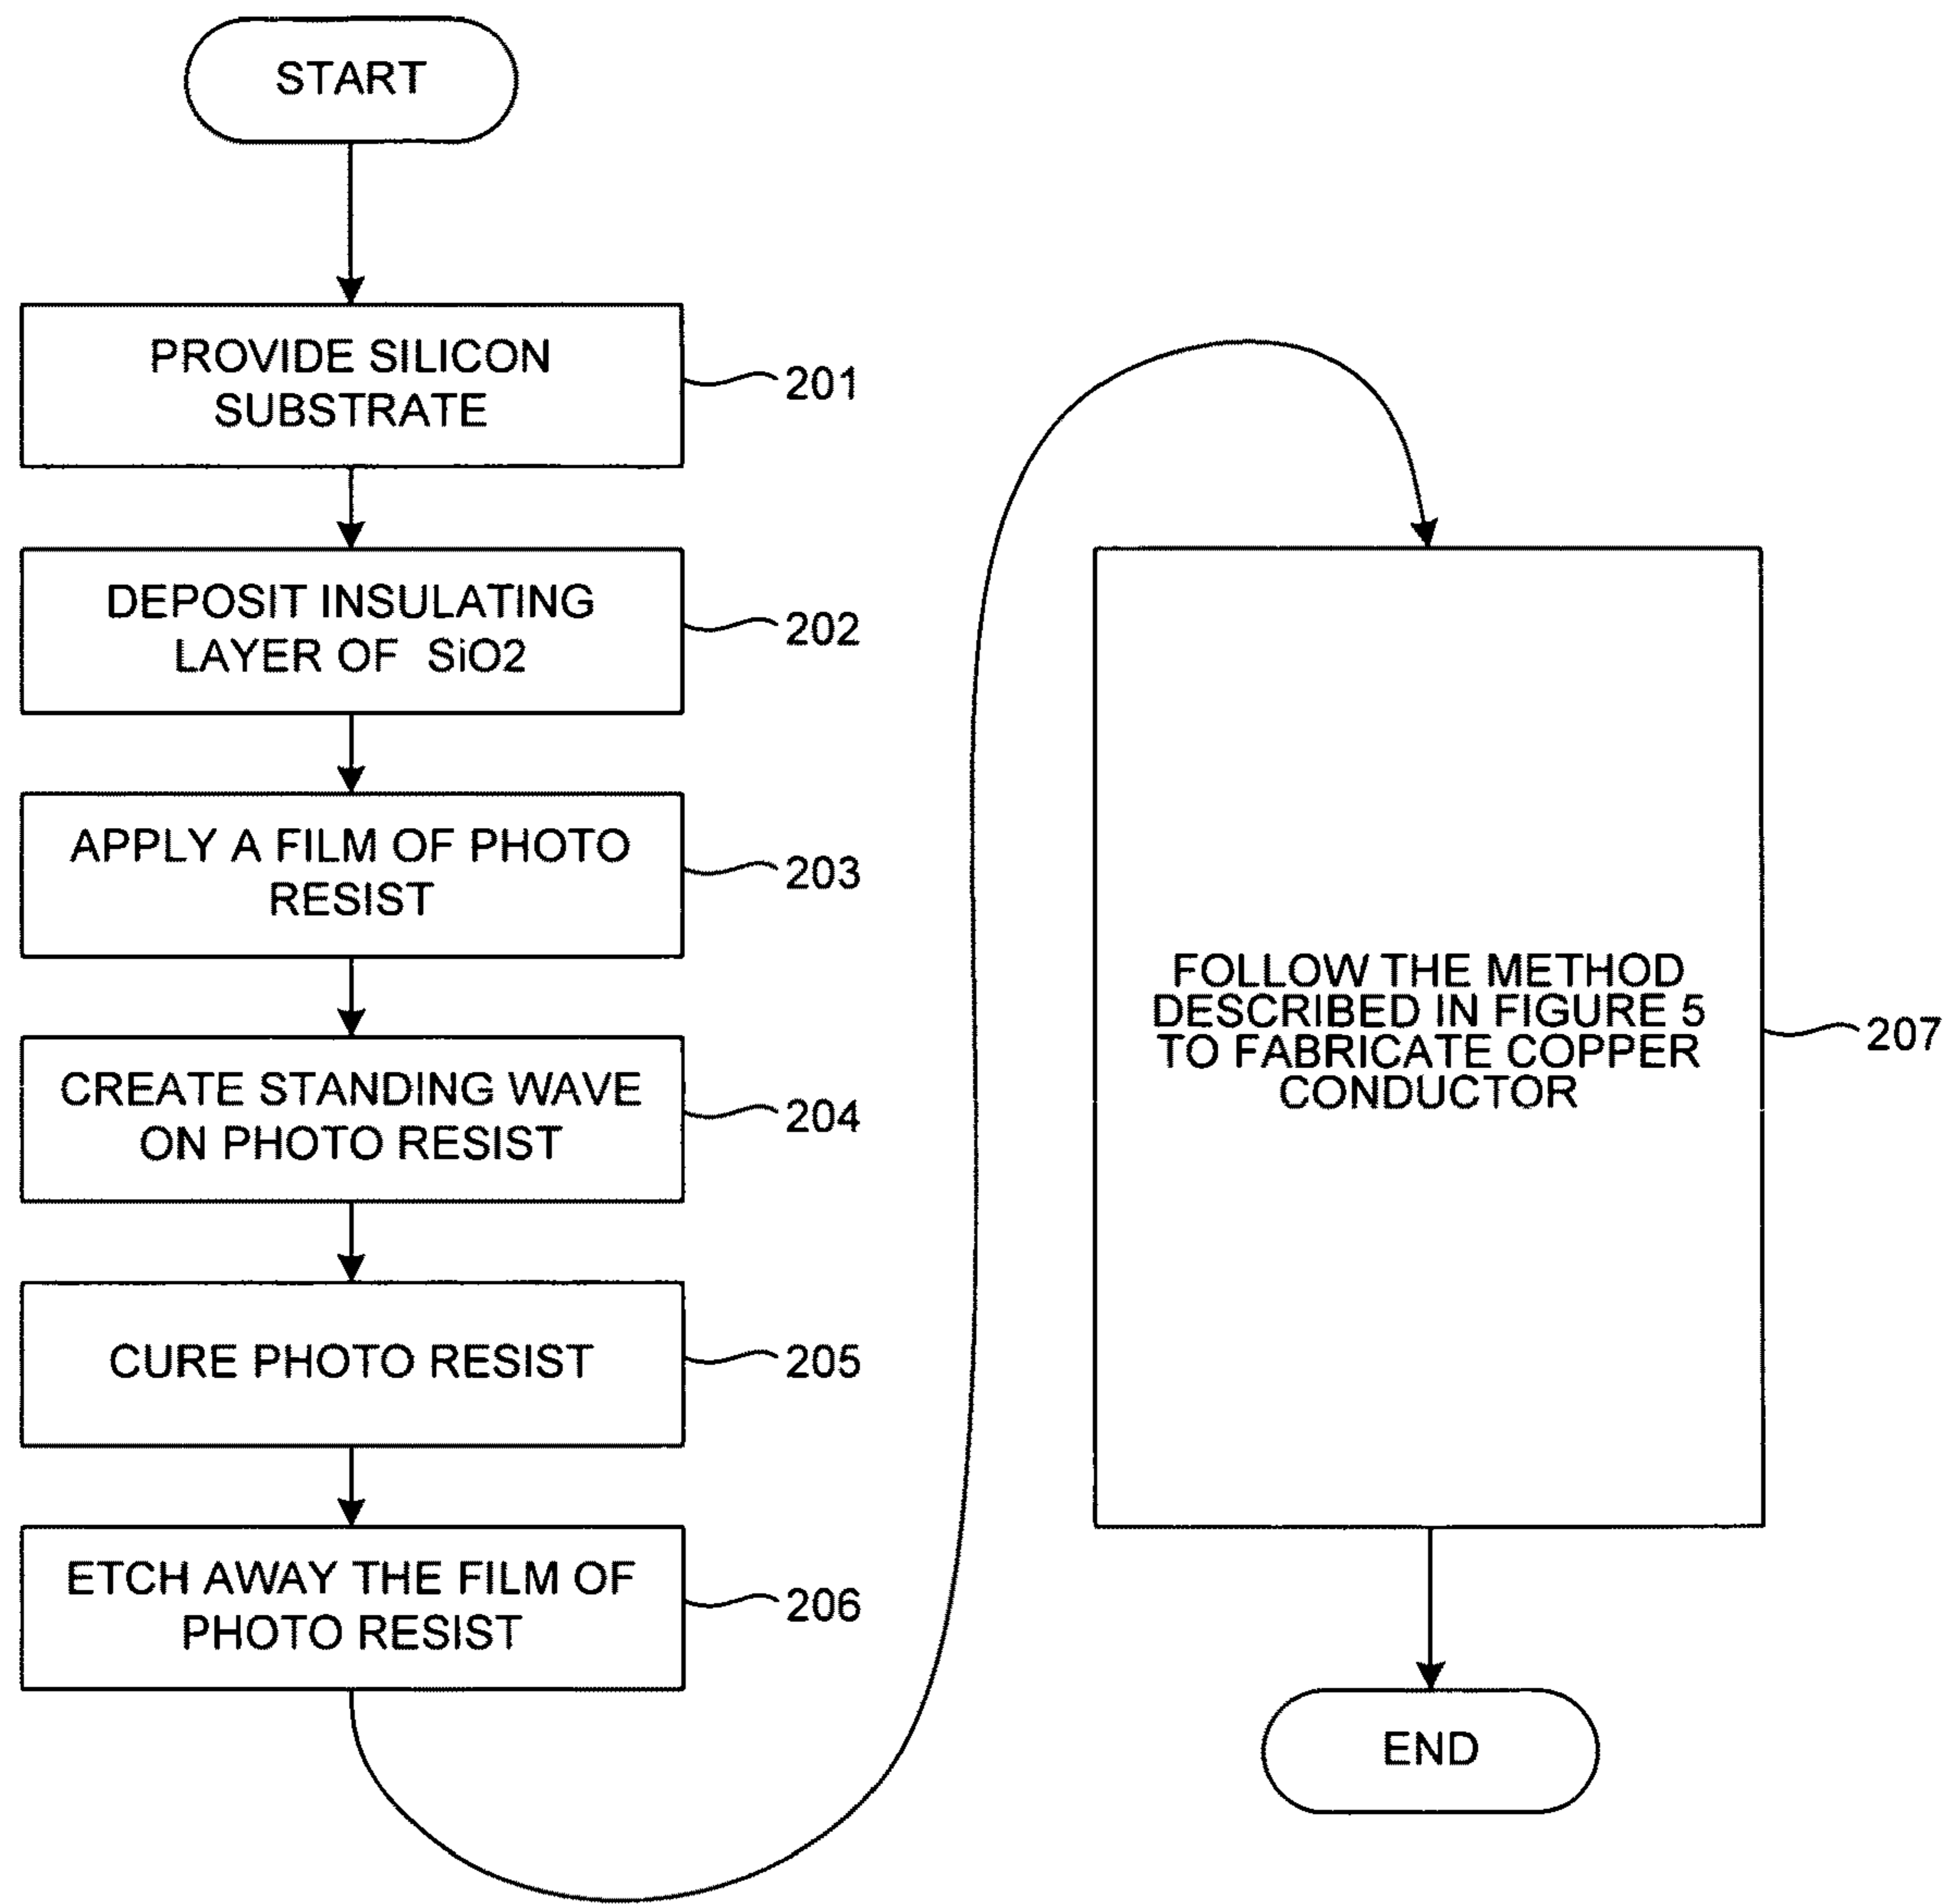 START
PROVIDE SILICON
SUBSTRATE
201
DEPOSIT INSULATING
LAYER OF SiO2
202
APPLY A FILM OF PHOTO
RESIST
203
CREATE STANDING WAVE
ON PHOTO RESIST
204
CURE PHOTO RESIST
205
ETCH AWAY THE FILM OF
PHOTO RESIST
206
FOLLOW THE METHOD
DESCRIBED IN FIGURE 5
TO FABRICATE COPPER
CONDUCTOR
207
END